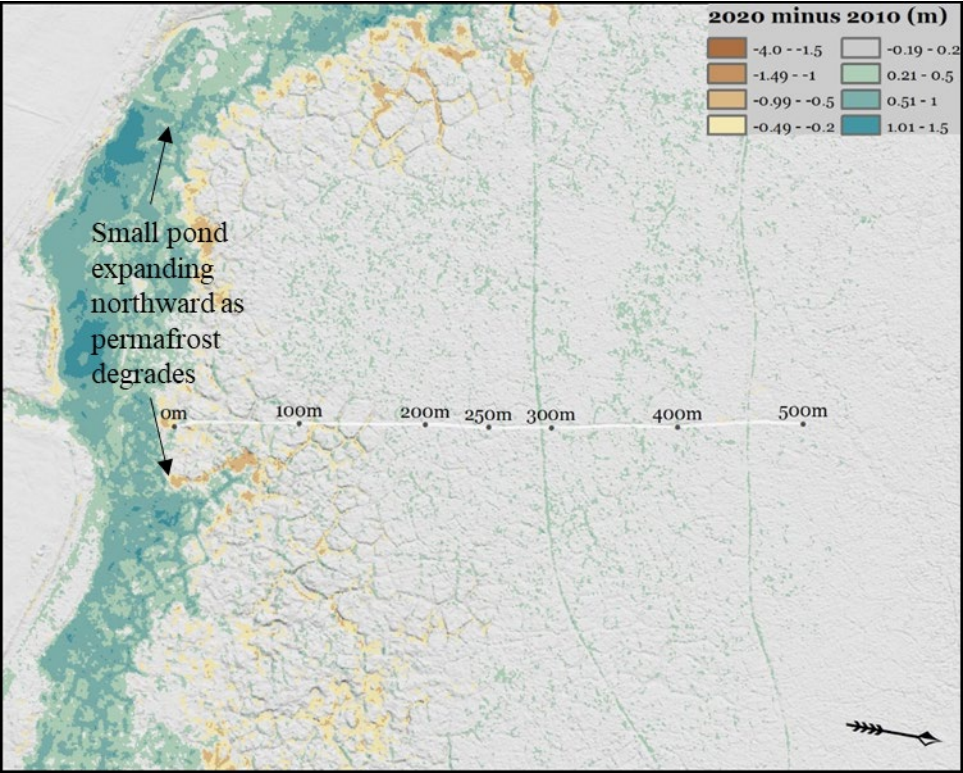 2020 minus 2010 (m)
-4.0 - -1.5
-0.19 - 0.2
-1.49 - -1
0.21 - 0.5
-0.99 - -0.5
0.51 - 1
-0.49 - -0.2
1.01 - 1.5
Small pond
expanding
northward as
permafrost
degrades
0m
100m
200m
250m
300m
400m
500m